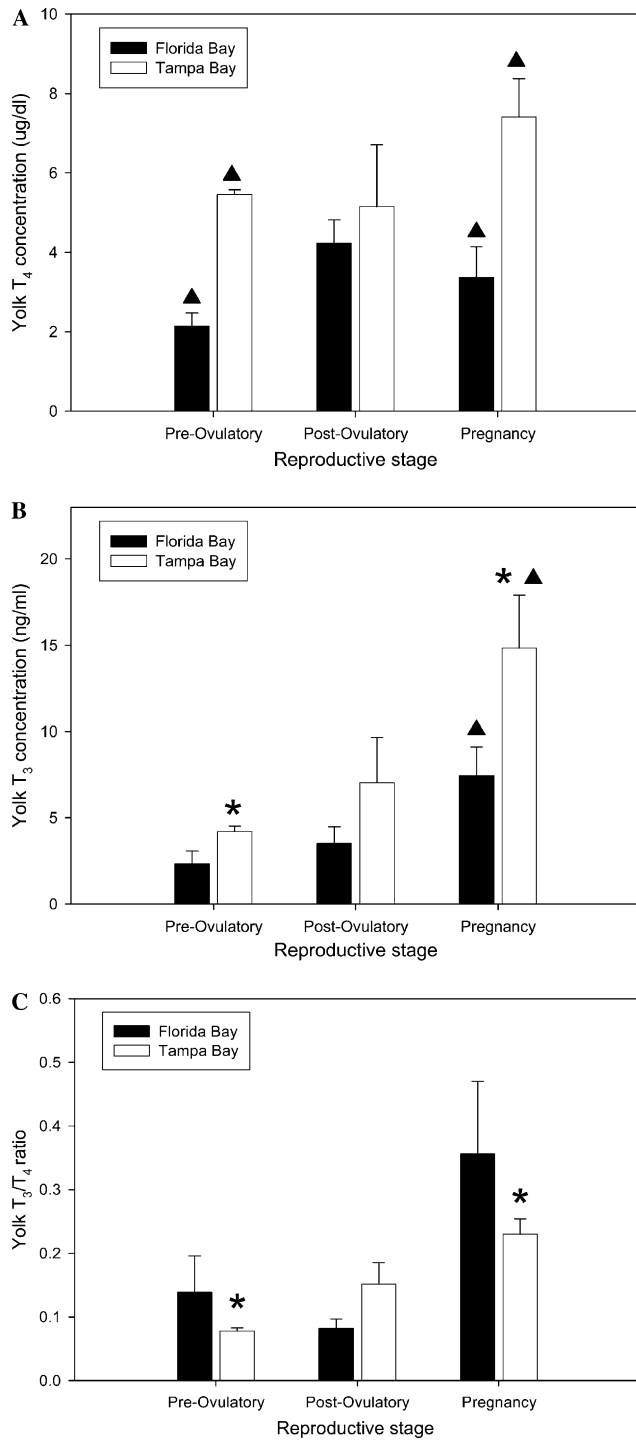 A
Florida Bay
Tampa Bay
Yolk T4 concentration (ug/dl)
10
8
6
4
2
0
Pre-Ovulatory Post-Ovulatory Pregnancy
Reproductive stage
B
Florida Bay
Tampa Bay
Yolk T3 concentration (ng/ml)
20
15
10
5
0
*
* 
Pre-Ovulatory Post-Ovulatory Pregnancy
Reproductive stage
C
Florida Bay
Tampa Bay
Yolk T3/T4 ratio
0.6
0.5
0.4
0.3
0.2
0.1
0.0
*
*
Pre-Ovulatory Post-Ovulatory Pregnancy
Reproductive stage